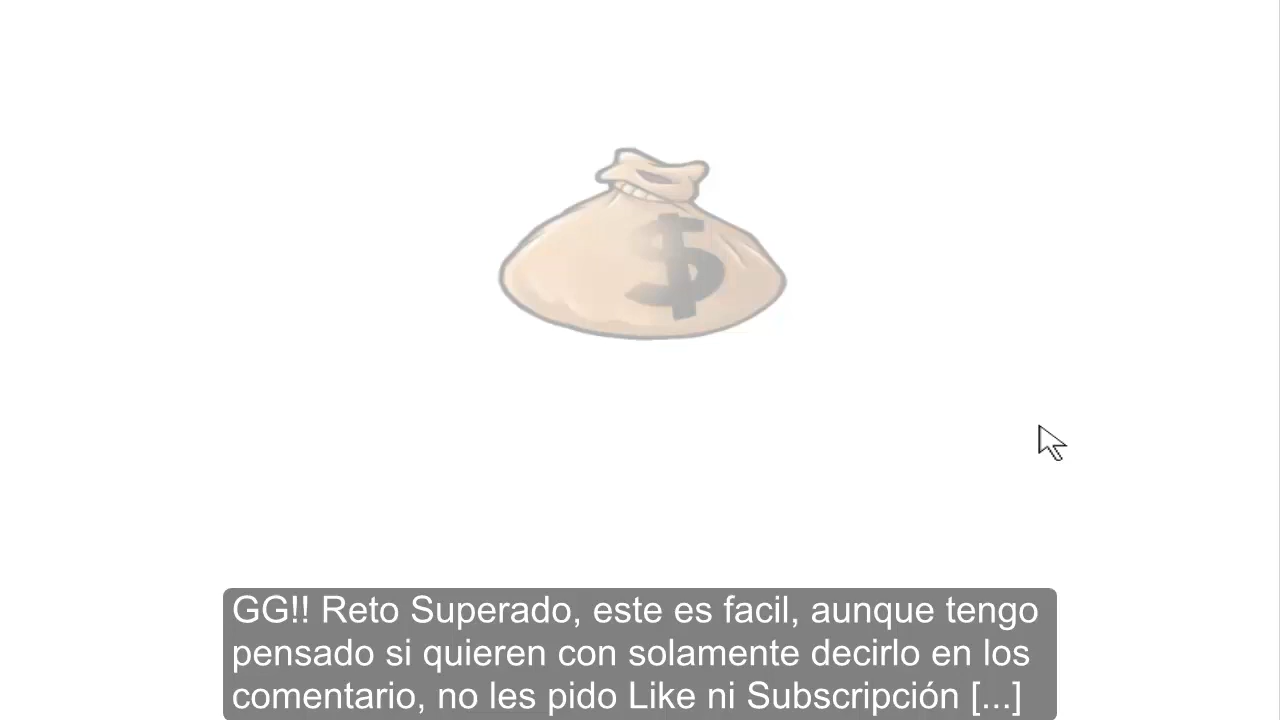 $
GG!! Reto Superado, este es facil, aunque tengo
pensado si quieren con solamente decirlo en los
comentario, no les pido Like ni Subscripción [...]